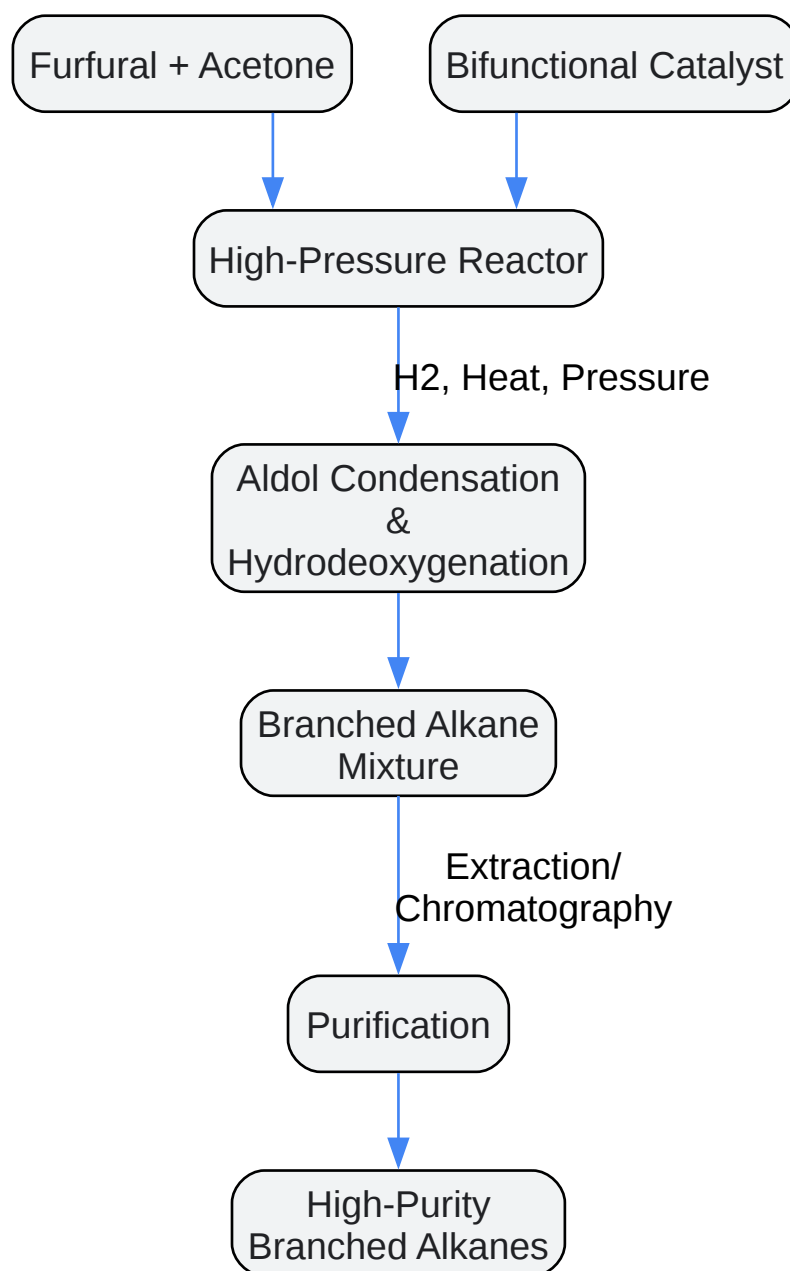 Furfural + Acetone
Bifunctional Catalyst
High-Pressure Reactor
H2, Heat, Pressure
Aldol Condensation
&
Hydrodeoxygenation
Branched Alkane
Mixture
Extraction/
Chromatography
Purification
High-Purity
Branched Alkanes